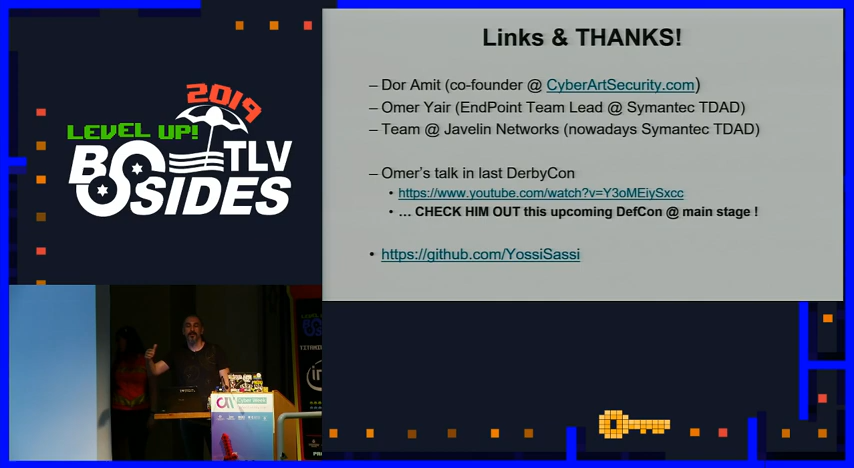 2019
LEVEL UP!
BSIDES TLV
Links & THANKS!
– Dor Amit (co-founder @ CyberArtSecurity.com)
– Omer Yair (EndPoint Team Lead @ Symantec TDAD)
– Team @ Javelin Networks (nowadays Symantec TDAD)
– Omer's talk in last DerbyCon
• https://www.youtube.com/watch?v=Y3oMEiySxcc
• … CHECK HIM OUT this upcoming DefCon @ main stage !
• https://github.com/YossiSassi
Cyber Week